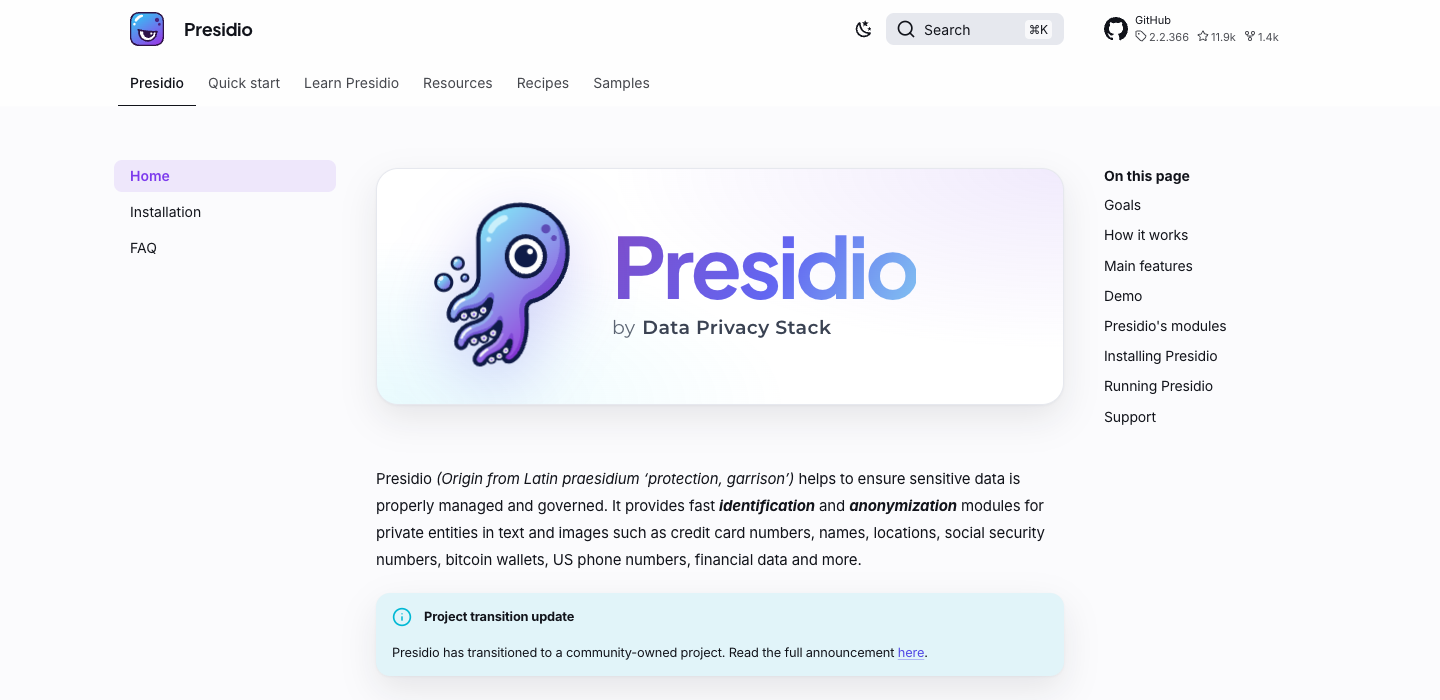 Presidio
Search
⌘K
GitHub
2.2.366 11.9k 1.4k
Presidio Quick start Learn Presidio Resources Recipes Samples
Home
Installation
FAQ
Presidio
by Data Privacy Stack
On this page
Goals
How it works
Main features
Demo
Presidio's modules
Installing Presidio
Running Presidio
Support
Presidio (Origin from Latin praesidium ‘protection, garrison’) helps to ensure sensitive data is
properly managed and governed. It provides fast identification and anonymization modules for
private entities in text and images such as credit card numbers, names, locations, social security
numbers, bitcoin wallets, US phone numbers, financial data and more.
Project transition update
Presidio has transitioned to a community-owned project. Read the full announcement here.